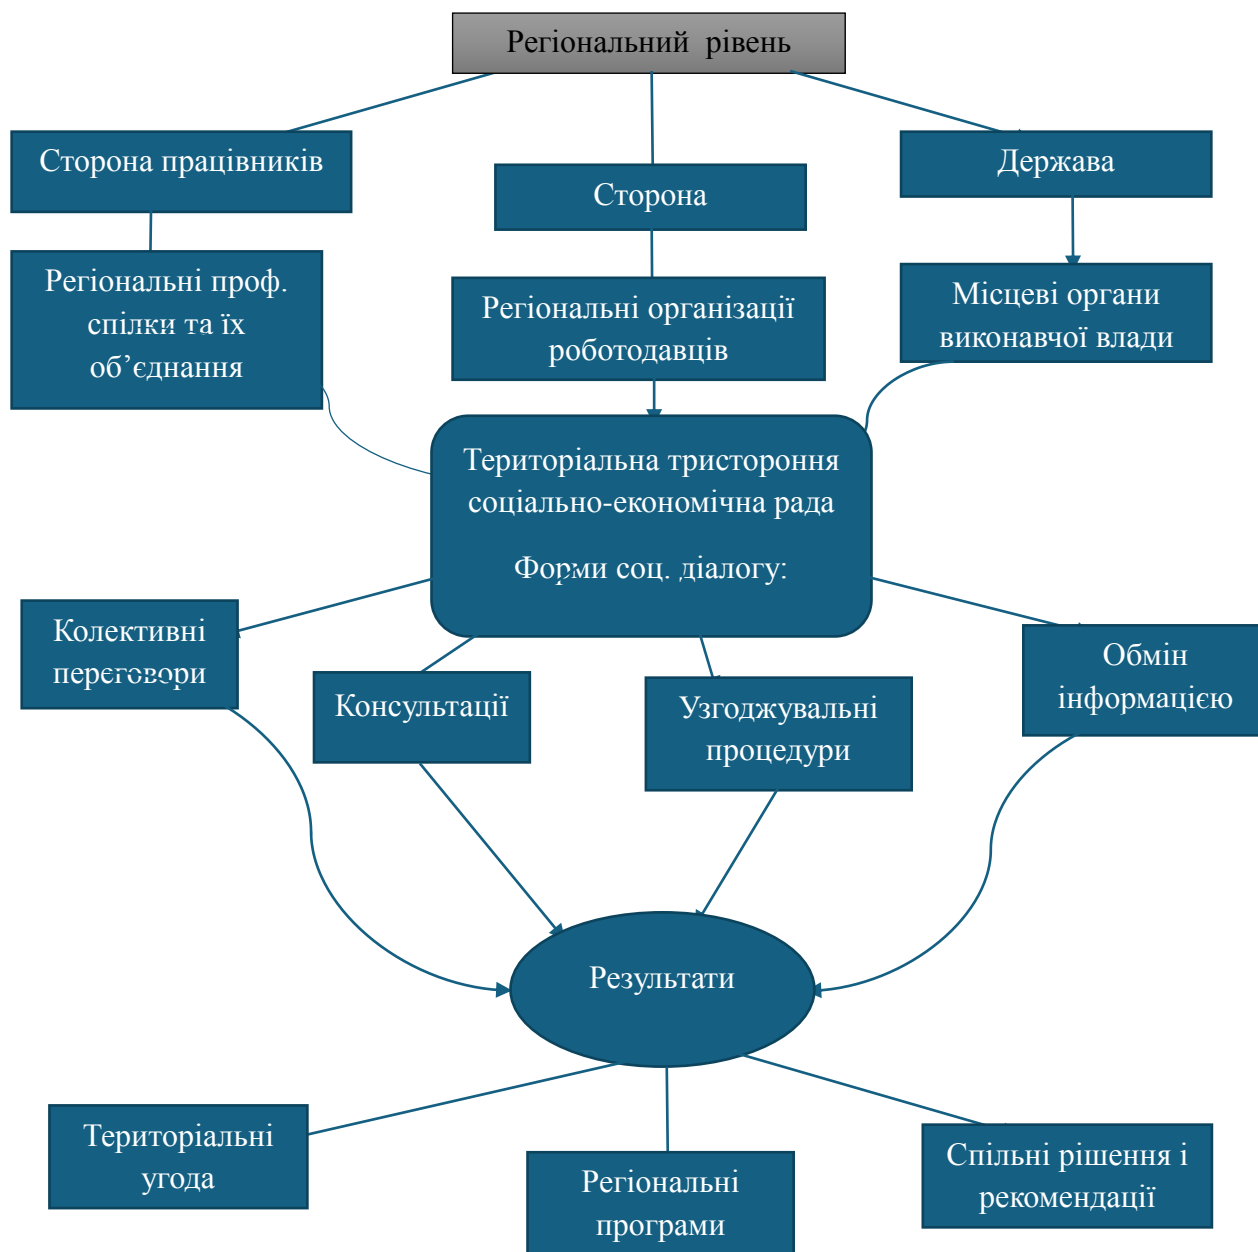 Регіональний рівень
Сторона працівників
Сторона
Держава
Регіональні проф.
спілки та їх
об’єднання
Регіональні організації
роботодавців
Місцеві органи
виконавчої влади
Територіальна тристороння
соціально-економічна рада
Форми соц. діалогу:
Колективні
переговори
Консультації
Узгоджувальні
процедури
Обмін
інформацією
Результати
Територіальні
угода
Регіональні
програми
Спільні рішення і
рекомендації